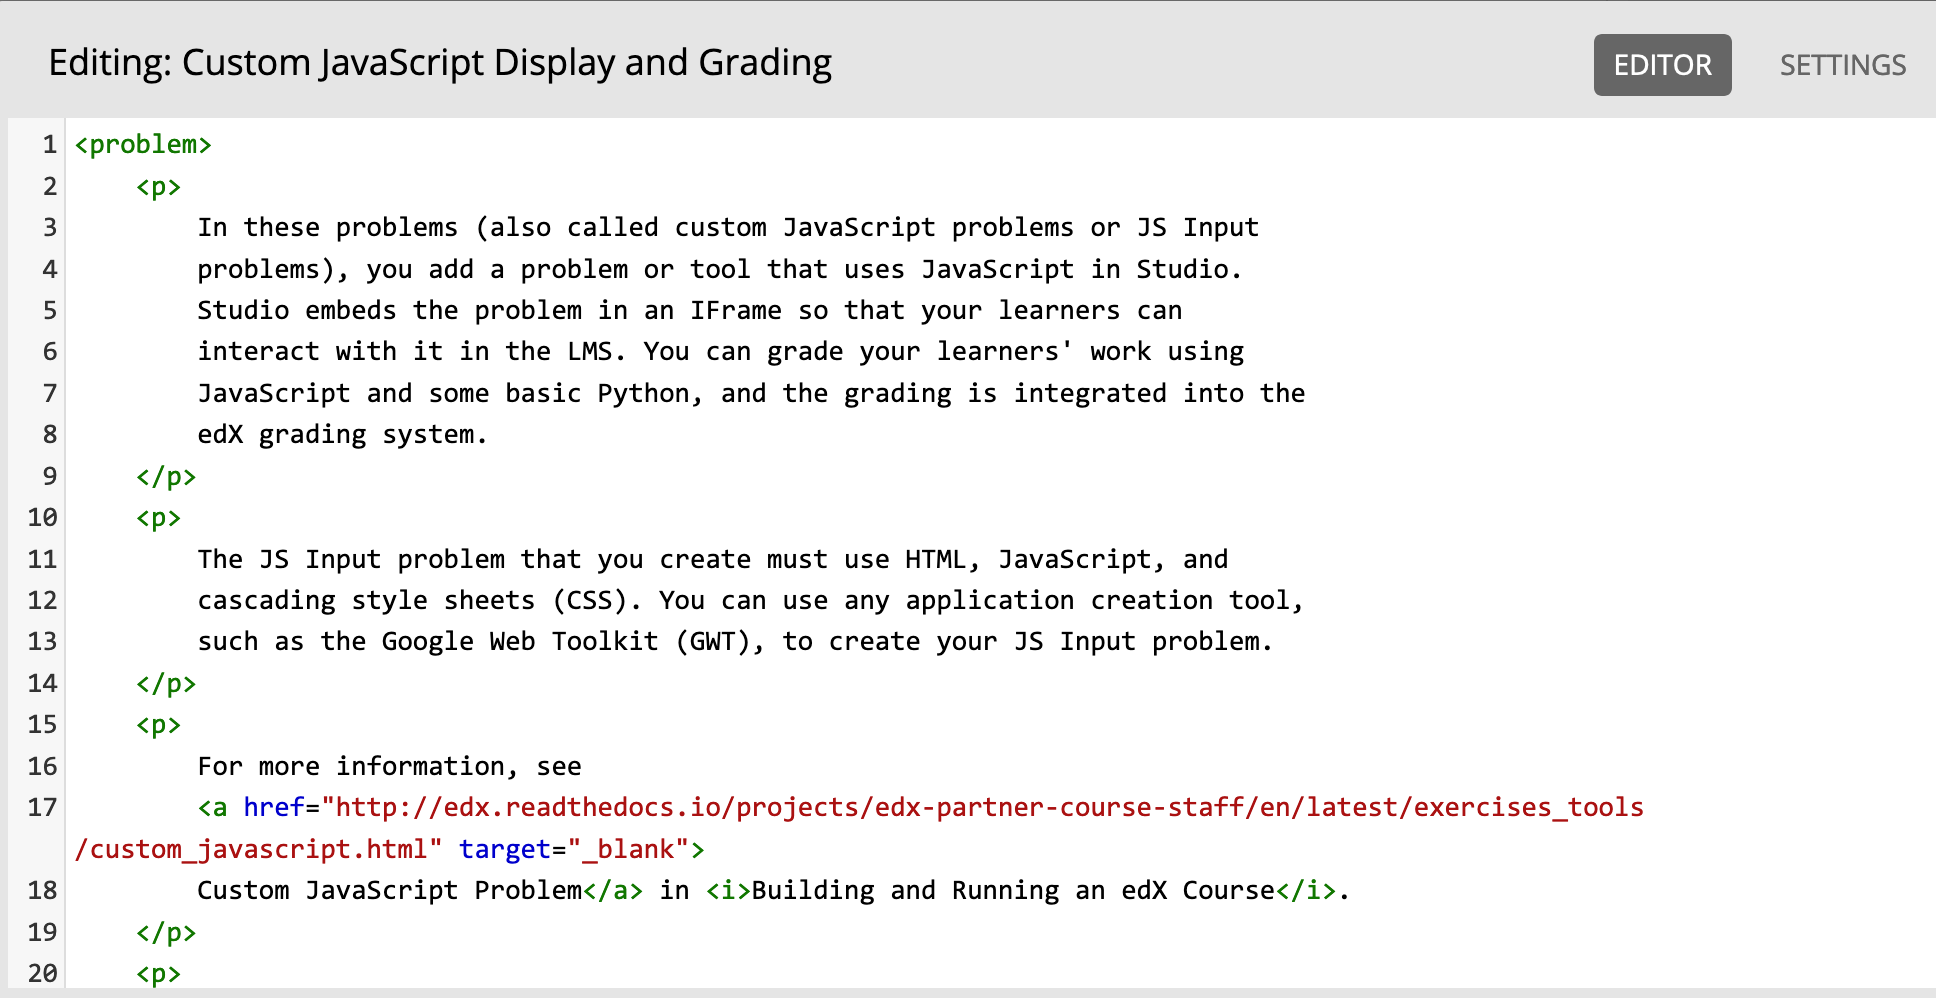 Editing: Custom JavaScript Display and Grading
EDITOR
SETTINGS
1 <problem>
2 <p>
3 In these problems (also called custom JavaScript problems or JS Input
4 problems), you add a problem or tool that uses JavaScript in Studio.
5 Studio embeds the problem in an IFrame so that your learners can
6 interact with it in the LMS. You can grade your learners' work using
7 JavaScript and some basic Python, and the grading is integrated into the
8 edX grading system.
9 </p>
10 <p>
11 The JS Input problem that you create must use HTML, JavaScript, and
12 cascading style sheets (CSS). You can use any application creation tool,
13 such as the Google Web Toolkit (GWT), to create your JS Input problem.
14 </p>
15 <p>
16 For more information, see
17 <a href="http://edx.readthedocs.io/projects/edx-partner-course-staff/en/latest/exercises_tools
/custom_javascript.html" target="_blank">
18 Custom JavaScript Problem</a> in <i>Building and Running an edX Course</i>.
19 </p>
20 <p>